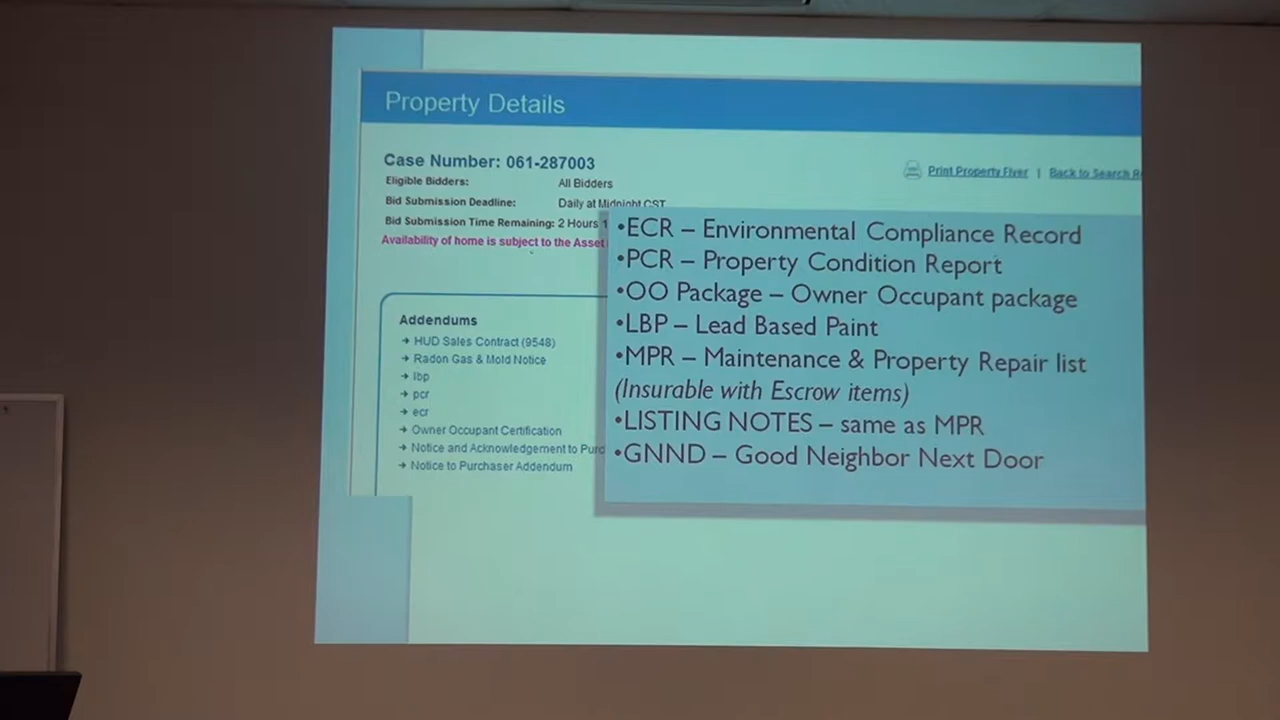 Property Details
Case Number: 061-287003
Print Property Flyer | Back to Search
Eligible Bidders: All Bidders
Bid Submission Deadline: Daily at Midnight CST
Bid Submission Time Remaining: 2 Hours
Availability of home is subject to the Asset
Addendums
HUD Sales Contract (9548)
Radon Gas & Mold Notice
lbp
pcr
ecr
Owner Occupant Certification
Notice and Acknowledgement to
Notice to Purchaser Addendum
•ECR – Environmental Compliance Record
•PCR – Property Condition Report
•OO Package – Owner Occupant package
•LBP – Lead Based Paint
•MPR – Maintenance & Property Repair list
(Insurable with Escrow items)
•LISTING NOTES – same as MPR
•GNND – Good Neighbor Next Door